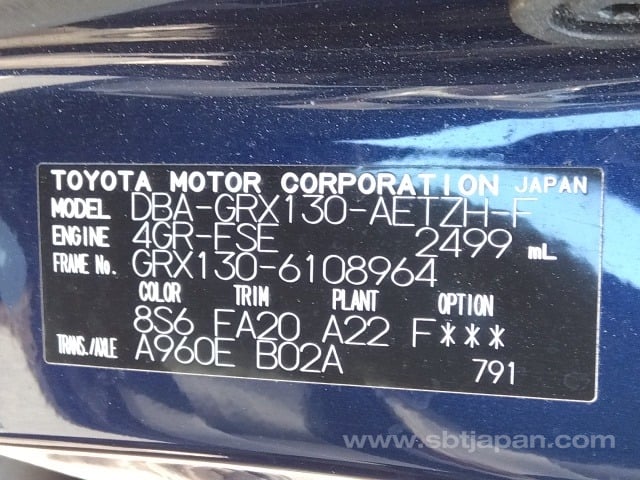 TOYOTA MOTOR CORPORATION JAPAN
MODEL DBA-GRX130-AETZH-F
ENGINE 4GR-FSE 2499 mL
FRAME No. GRX130-6108964
COLOR TRIM PLANT OPTION
8S6 FA20 A22 F***
TRANS./AXLE A960E B02A 791
www.sbtjapan.com